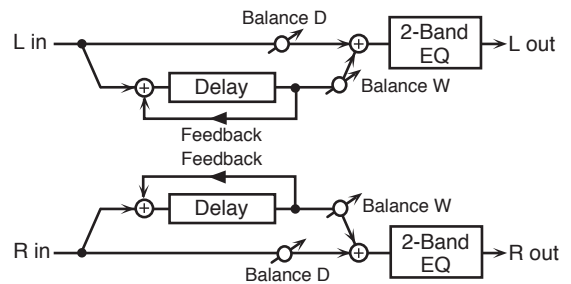 Balance D
L in
2-Band
EQ
L out
Delay
Balance W
Feedback
Feedback
Delay
Balance W
R in
2-Band
EQ
R out
Balance D